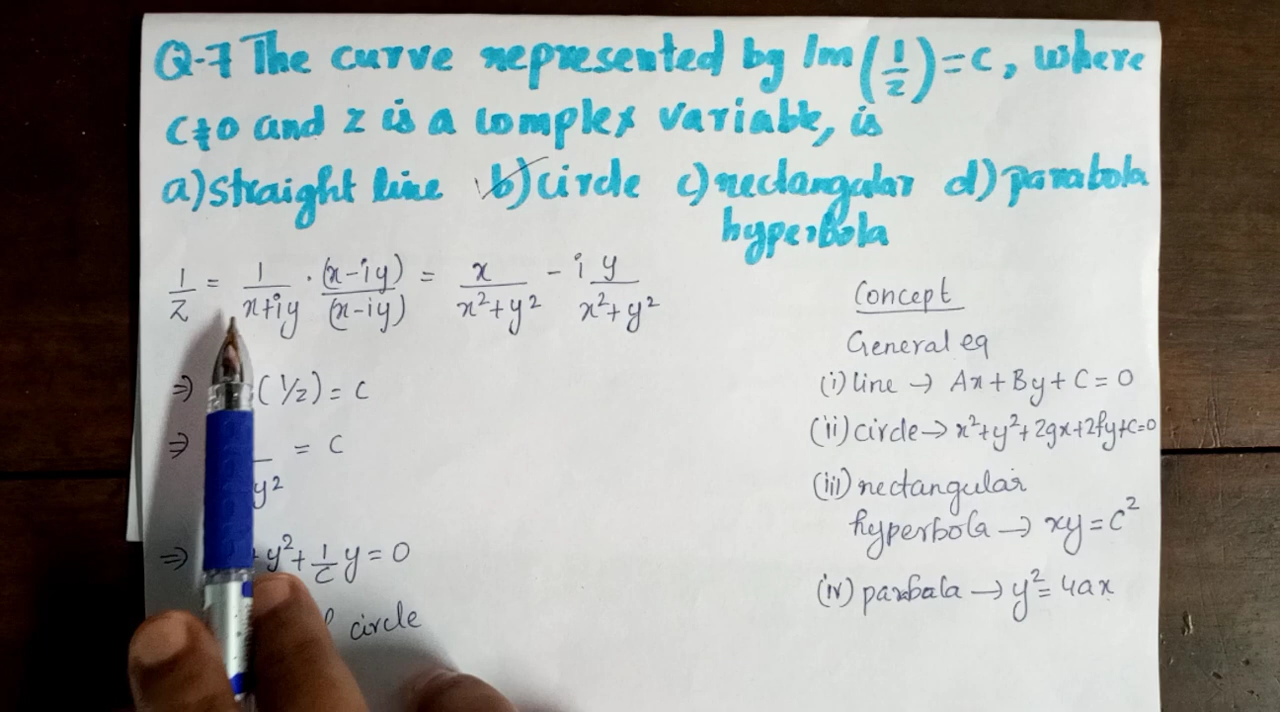 Q-7 The curve represented by Im(1/z)=c, where
c≠0 and z is a complex variable, is
a) straight line b) circle c) rectangular d) parabola
hyperbola
1/z = 1/(x+iy) · (x-iy)/(x-iy) = x/(x²+y²) - i y/(x²+y²)
⇒ (1/z) = c
⇒ y² = c
⇒ + y² + 1/c y = 0
circle
Concept
General eq
(i) line → Ax + By + C = 0
(ii) circle → x²+y²+2gx+2fy+c=0
(iii) rectangular
hyperbola → xy = c²
(iv) parabala → y² = 4ax